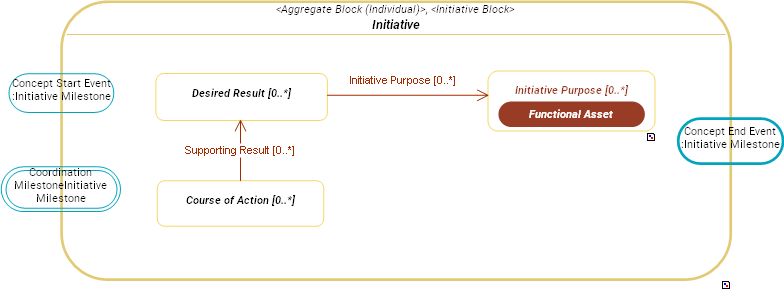 <Aggregate Block (Individual)>, <Initiative Block>
Initiative
Concept Start Event
:Initiative Milestone
Desired Result [0..*]
Initiative Purpose [0..*]
Initiative Purpose [0..*]
Functional Asset
Concept End Event
:Initiative Milestone
Supporting Result [0..*]
Coordination
MilestoneInitiative
Milestone
Course of Action [0..*]